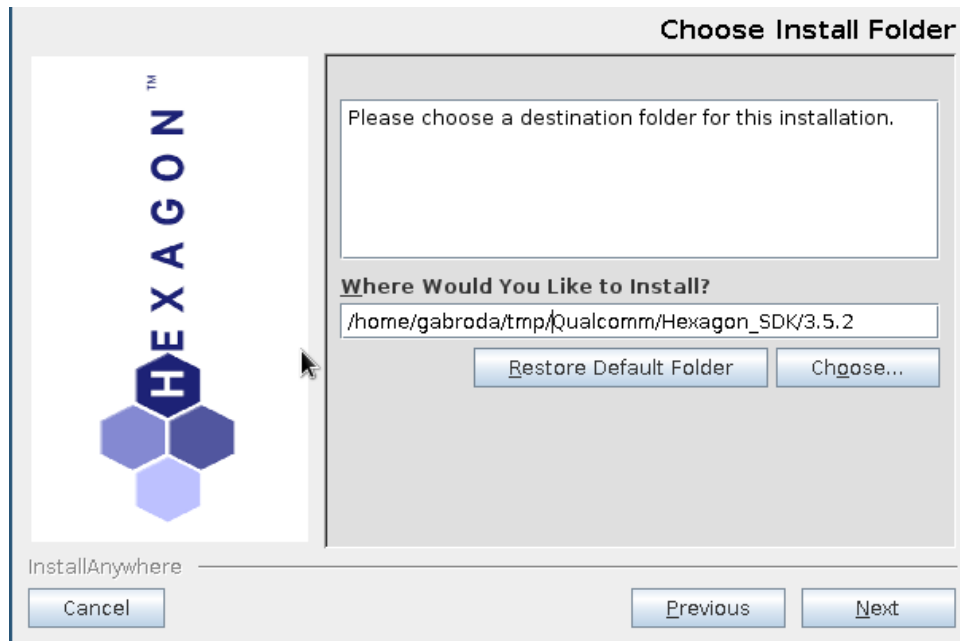 Choose Install Folder
HEXAGON™
Please choose a destination folder for this installation.
Where Would You Like to Install?
/home/gabroda/tmp/Qualcomm/Hexagon_SDK/3.5.2
Restore Default Folder Choose...
InstallAnywhere
Cancel Previous Next